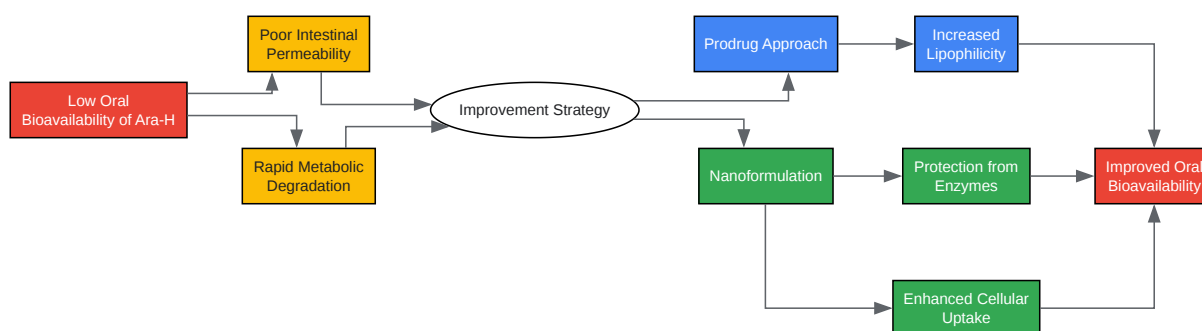 Low Oral
Bioavailability of Ara-H
Poor Intestinal
Permeability
Rapid Metabolic
Degradation
Improvement Strategy
Prodrug Approach
Increased
Lipophilicity
Nanoformulation
Protection from
Enzymes
Enhanced Cellular
Uptake
Improved Oral
Bioavailability